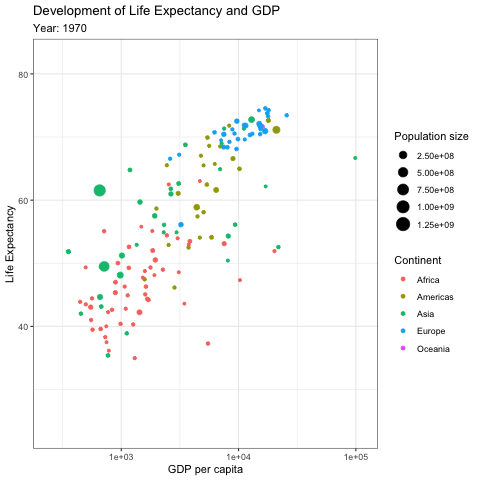 Development of Life Expectancy and GDP
Year: 1970
80
60
40
Life Expectancy
1e+03
1e+04
1e+05
GDP per capita
Population size
2.50e+08
5.00e+08
7.50e+08
1.00e+09
1.25e+09
Continent
Africa
Americas
Asia
Europe
Oceania